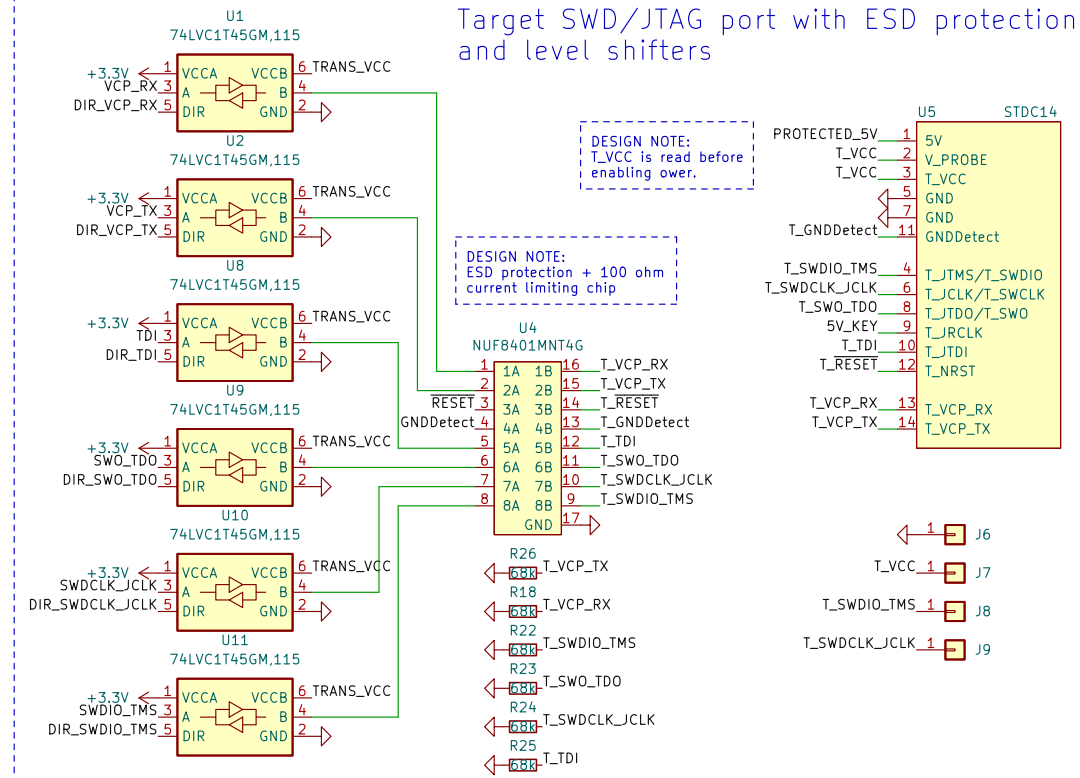 Target SWD/JTAG port with ESD protection
and level shifters
U1
74LVC1T45GM,115
+3.3V 1 VCCA VCCB 6 TRANS_VCC
VCP_RX 3 A B 4
DIR_VCP_RX 5 DIR GND 2
U2
74LVC1T45GM,115
+3.3V 1 VCCA VCCB 6 TRANS_VCC
VCP_TX 3 A B 4
DIR_VCP_TX 5 DIR GND 2
U8
74LVC1T45GM,115
+3.3V 1 VCCA VCCB 6 TRANS_VCC
TDI 3 A B 4
DIR_TDI 5 DIR GND 2
U9
74LVC1T45GM,115
+3.3V 1 VCCA VCCB 6 TRANS_VCC
SWO_TDO 3 A B 4
DIR_SWO_TDO 5 DIR GND 2
U10
74LVC1T45GM,115
+3.3V 1 VCCA VCCB 6 TRANS_VCC
SWDCLK_JCLK 3 A B 4
DIR_SWDCLK_JCLK 5 DIR GND 2
U11
74LVC1T45GM,115
+3.3V 1 VCCA VCCB 6 TRANS_VCC
SWDIO_TMS 3 A B 4
DIR_SWDIO_TMS 5 DIR GND 2
DESIGN NOTE:
T_VCC is read before
enabling ower.
DESIGN NOTE:
ESD protection + 100 ohm
current limiting chip
U4
NUF8401MNT4G
1 1A 1B 16 T_VCP_RX
2 2A 2B 15 T_VCP_TX
RESET 3 3A 3B 14 T_RESET
GNDDetect 4 4A 4B 13 T_GNDDetect
5 5A 5B 12 T_TDI
6 6A 6B 11 T_SWO_TDO
7 7A 7B 10 T_SWDCLK_JCLK
8 8A 8B 9 T_SWDIO_TMS
GND 17
R26
68k T_VCP_TX
R18
68k T_VCP_RX
R22
68k T_SWDIO_TMS
R23
68k T_SWO_TDO
R24
68k T_SWDCLK_JCLK
R25
68k T_TDI
U5 STDC14
PROTECTED_5V 1 5V
T_VCC 2 V_PROBE
T_VCC 3 T_VCC
5 GND
7 GND
T_GNDDetect 11 GNDDetect
T_SWDIO_TMS 4 T_JTMS/T_SWDIO
T_SWDCLK_JCLK 6 T_JCLK/T_SWCLK
T_SWO_TDO 8 T_JTDO/T_SWO
5V_KEY 9 T_JRCLK
T_TDI 10 T_JTDI
T_RESET 12 T_NRST
T_VCP_RX 13 T_VCP_RX
T_VCP_TX 14 T_VCP_TX
1 J6
T_VCC 1 J7
T_SWDIO_TMS 1 J8
T_SWDCLK_JCLK 1 J9